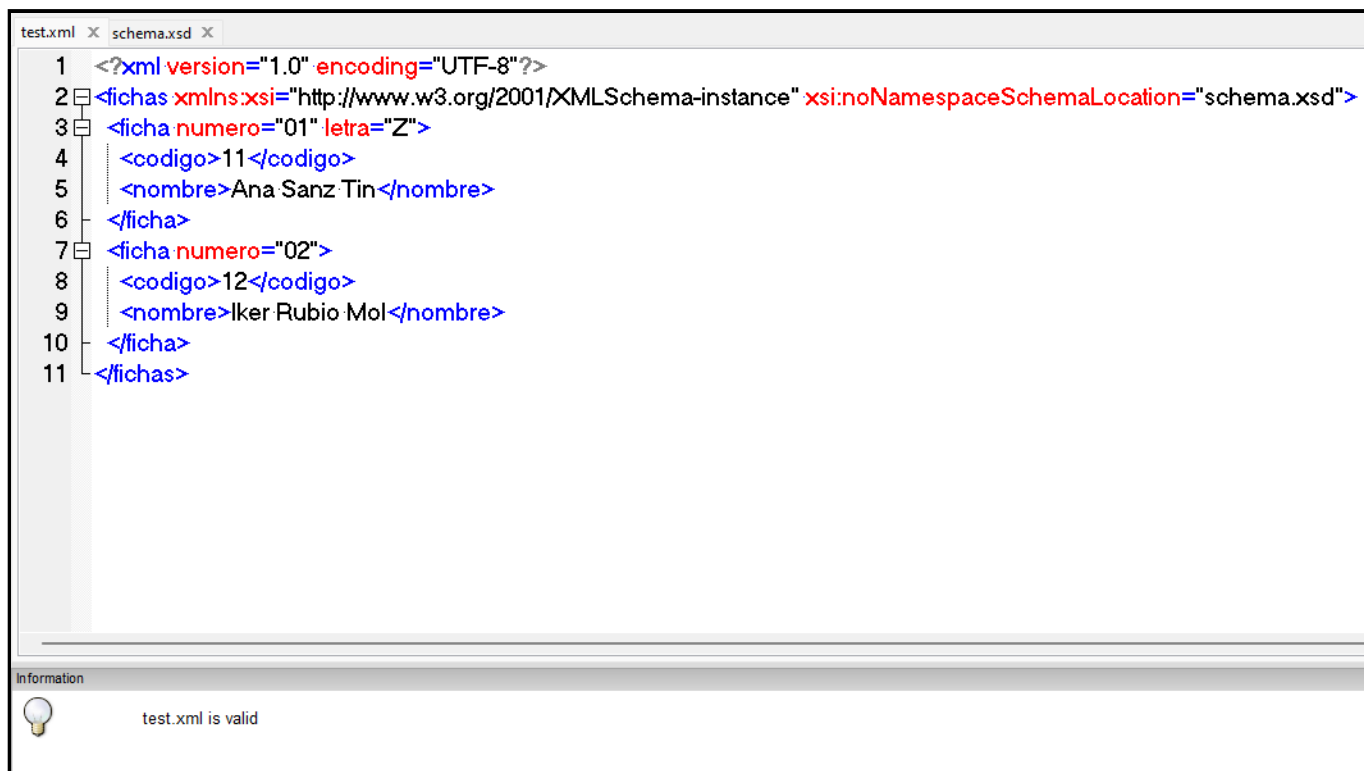 test.xml X schema.xsd X
1 <?xml version="1.0" encoding="UTF-8"?>
2 <fichas xmlns:xsi="http://www.w3.org/2001/XMLSchema-instance" xsi:noNamespaceSchemaLocation="schema.xsd">
3 <ficha numero="01" letra="Z">
4 <codigo>11</codigo>
5 <nombre>Ana Sanz Tin</nombre>
6 </ficha>
7 <ficha numero="02">
8 <codigo>12</codigo>
9 <nombre>Iker Rubio Mol</nombre>
10 </ficha>
11 </fichas>
Information
test.xml is valid